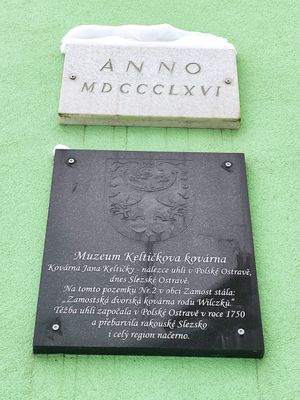 ANNO
MDCCCLXVI
Muzeum Keltičkova kovárna
Kovárna Jana Keltičky - nálezce uhlí v Polské Ostravě,
dnes Slezské Ostravě.
Na tomto pozemku Nr.2 v obci Zamost stála:
„Zamostská dvorská kovárna rodu Wilczků.“
Těžba uhlí započala v Polské Ostravě v roce 1750
a přebarvila rakouské Slezsko
i celý region načerno.